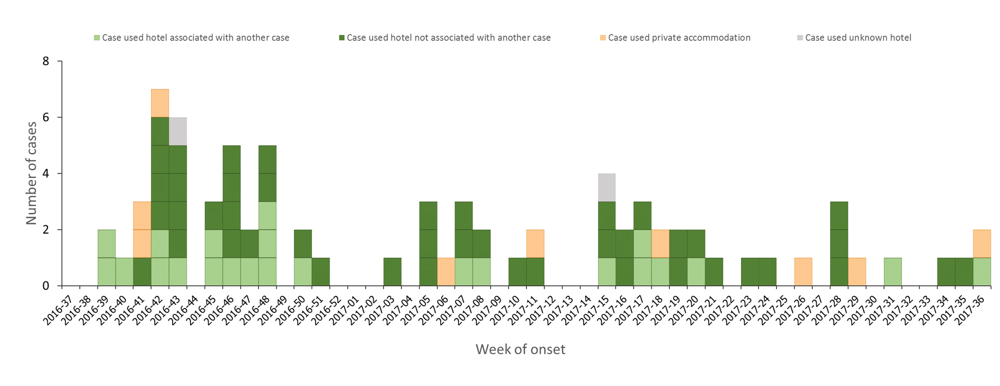 Case used hotel associated with another case Case used hotel not associated with another case Case used private accommodation Case used unknown hotel
8
6
4
2
0
Number of cases
2016-37 2016-38 2016-39 2016-40 2016-41 2016-42 2016-43 2016-44 2016-45 2016-46 2016-47 2016-48 2016-49 2016-50 2016-51 2016-52 2017-01 2017-02 2017-03 2017-04 2017-05 2017-06 2017-07 2017-08 2017-09 2017-10 2017-11 2017-12 2017-13 2017-14 2017-15 2017-16 2017-17 2017-18 2017-19 2017-20 2017-21 2017-22 2017-23 2017-24 2017-25 2017-26 2017-27 2017-28 2017-29 2017-30 2017-31 2017-32 2017-33 2017-34 2017-35 2017-36
Week of onset